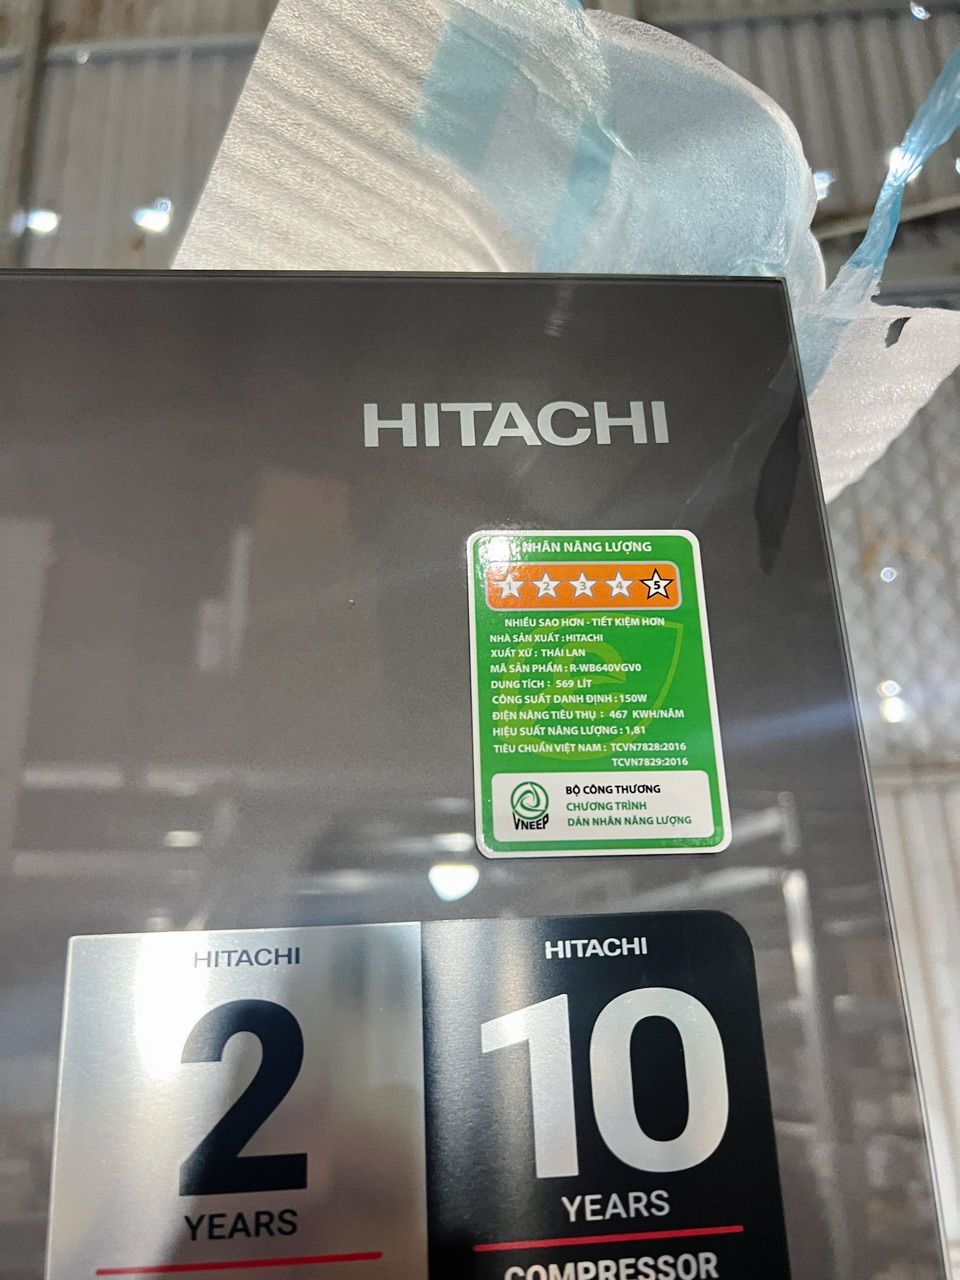 HITACHI
NHÃN NĂNG LƯỢNG
1 2 3 4 5
NHIỀU SAO HƠN - TIẾT KIỆM HƠN
NHÀ SẢN XUẤT : HITACHI
XUẤT XỨ : THÁI LAN
MÃ SẢN PHẨM : R-WB640VGV0
DUNG TÍCH : 569 LÍT
CÔNG SUẤT DANH ĐỊNH : 150W
ĐIỆN NĂNG TIÊU THỤ : 467 KWH/NĂM
HIỆU SUẤT NĂNG LƯỢNG : 1,81
TIÊU CHUẨN VIỆT NAM : TCVN7828:2016
TCVN7829:2016
VNEEP
BỘ CÔNG THƯƠNG
CHƯƠNG TRÌNH
DÁN NHÃN NĂNG LƯỢNG
HITACHI
2
YEARS
HITACHI
10
YEARS
COMPRESSOR